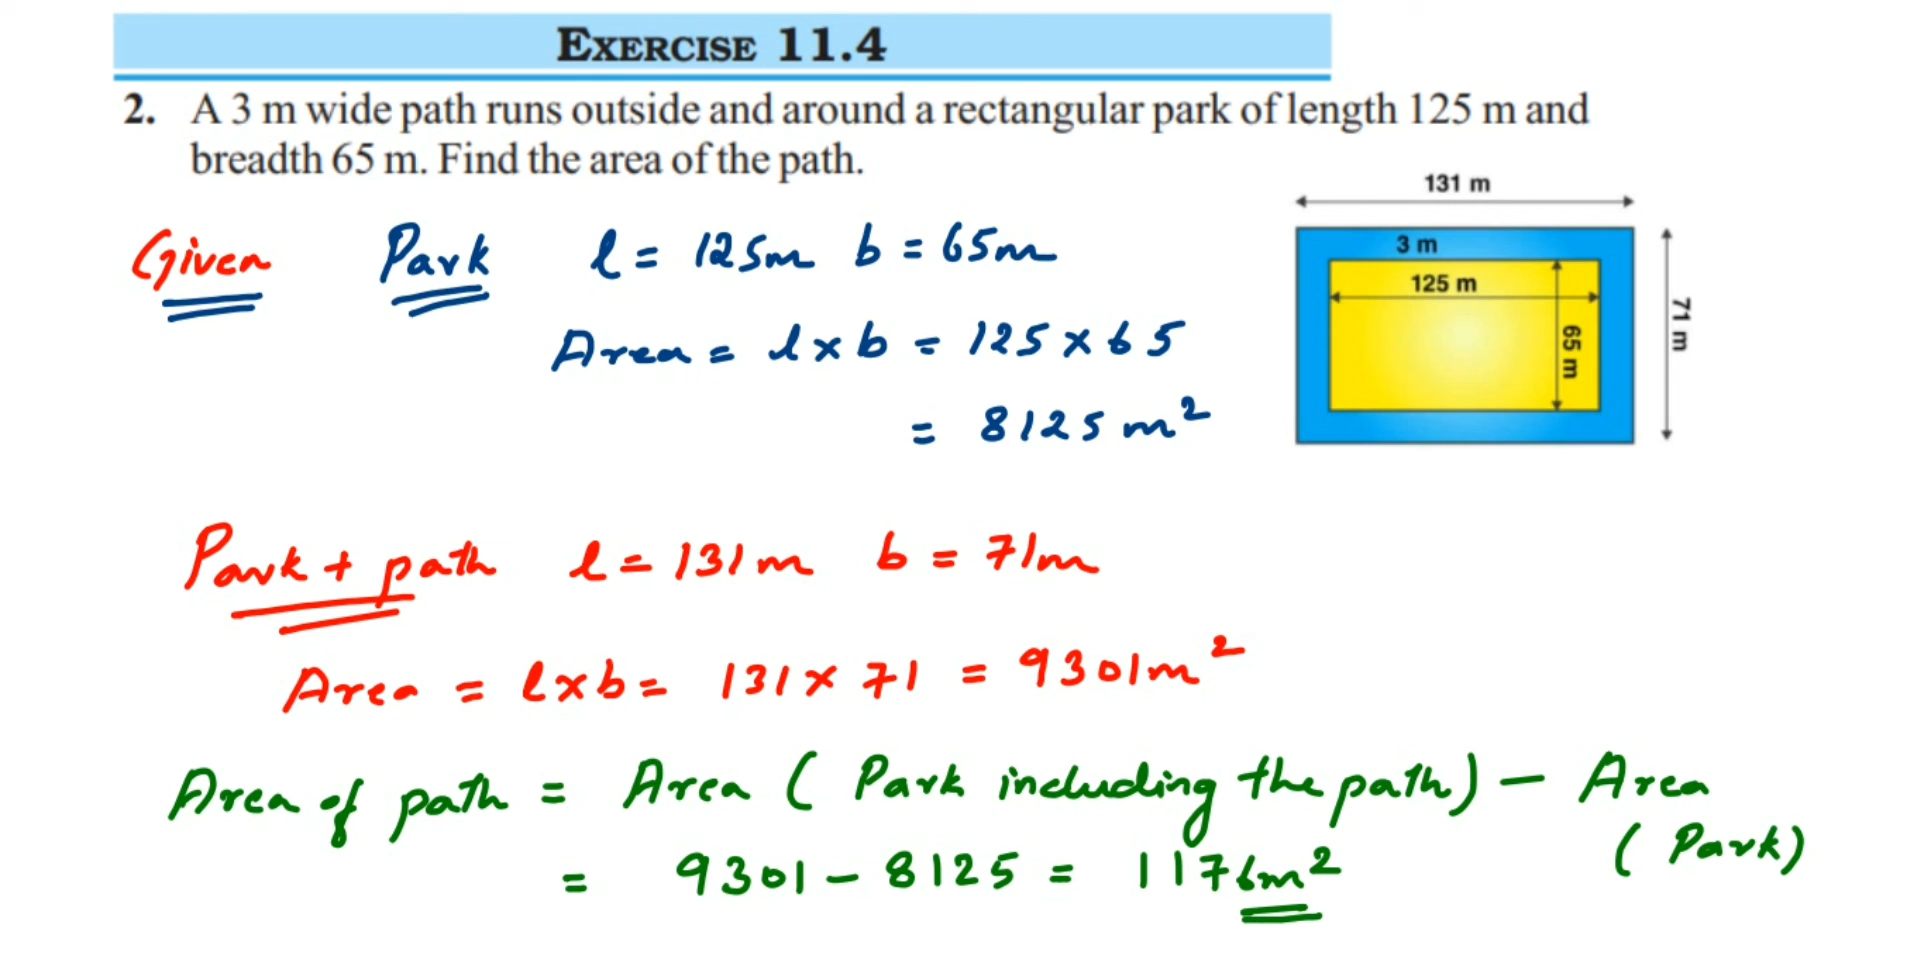 EXERCISE 11.4
2. A 3 m wide path runs outside and around a rectangular park of length 125 m and
breadth 65 m. Find the area of the path.
131 m
3 m
125 m
65 m
71 m
Given Park l = 125m b = 65m
Area = l × b = 125 × 65
= 8125 m²
Park + path l = 131m b = 71m
Area = l×b = 131 × 71 = 9301m²
Area of path = Area ( Park including the path) − Area
( Park)
= 9301 − 8125 = 1176m²